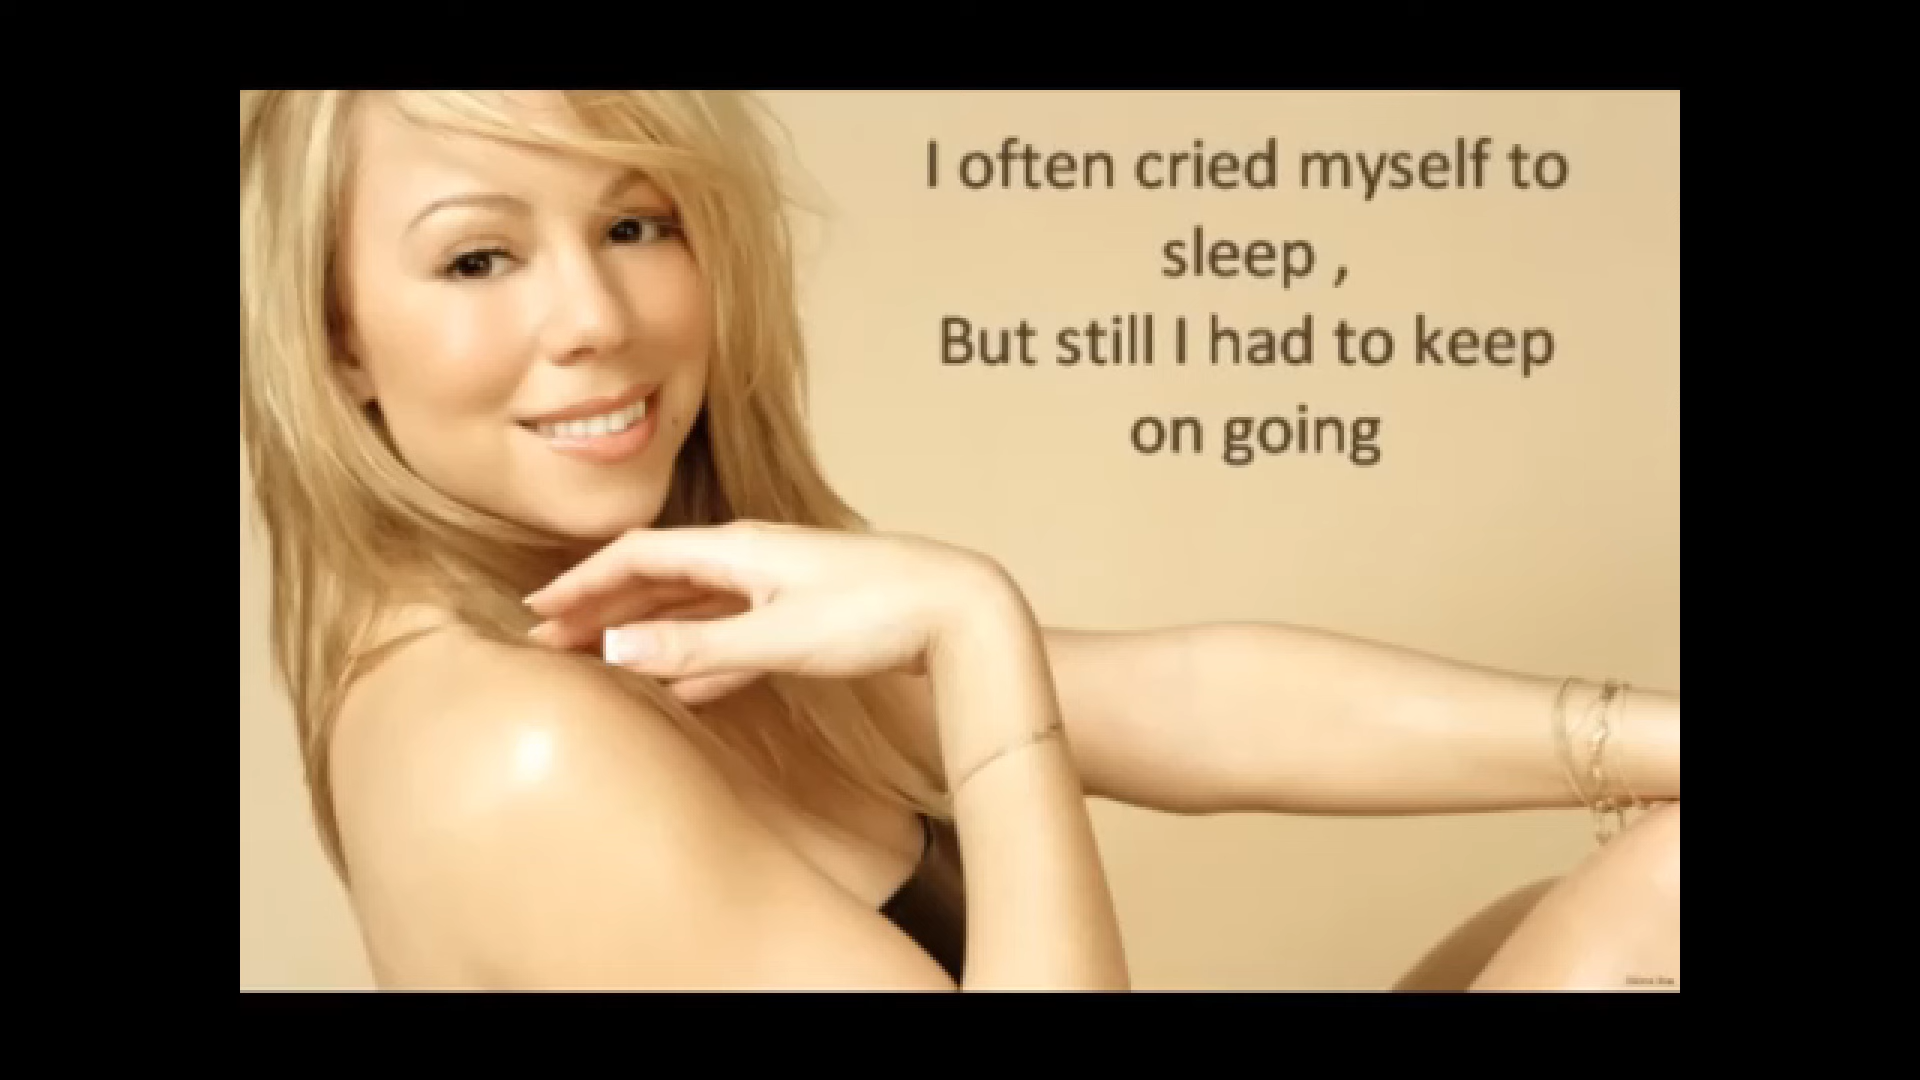 I often cried myself to
sleep ,
But still I had to keep
on going